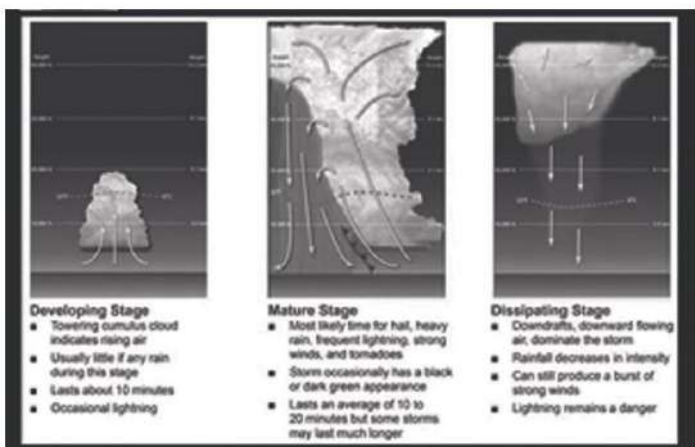 Developing Stage
■ Towering cumulus cloud
indicates rising air
■ Usually little if any rain
during this stage
■ Lasts about 10 minutes
■ Occasional lightning
Mature Stage
■ Most likely time for hail, heavy
rain, frequent lightning, strong
winds, and tornadoes
■ Storm occasionally has a black
or dark green appearance
■ Lasts an average of 10 to
20 minutes but some storms
may last much longer
Dissipating Stage
■ Downdrafts, downward flowing
air, dominate the storm
■ Rainfall decreases in intensity
■ Can still produce a burst of
strong winds
■ Lightning remains a danger